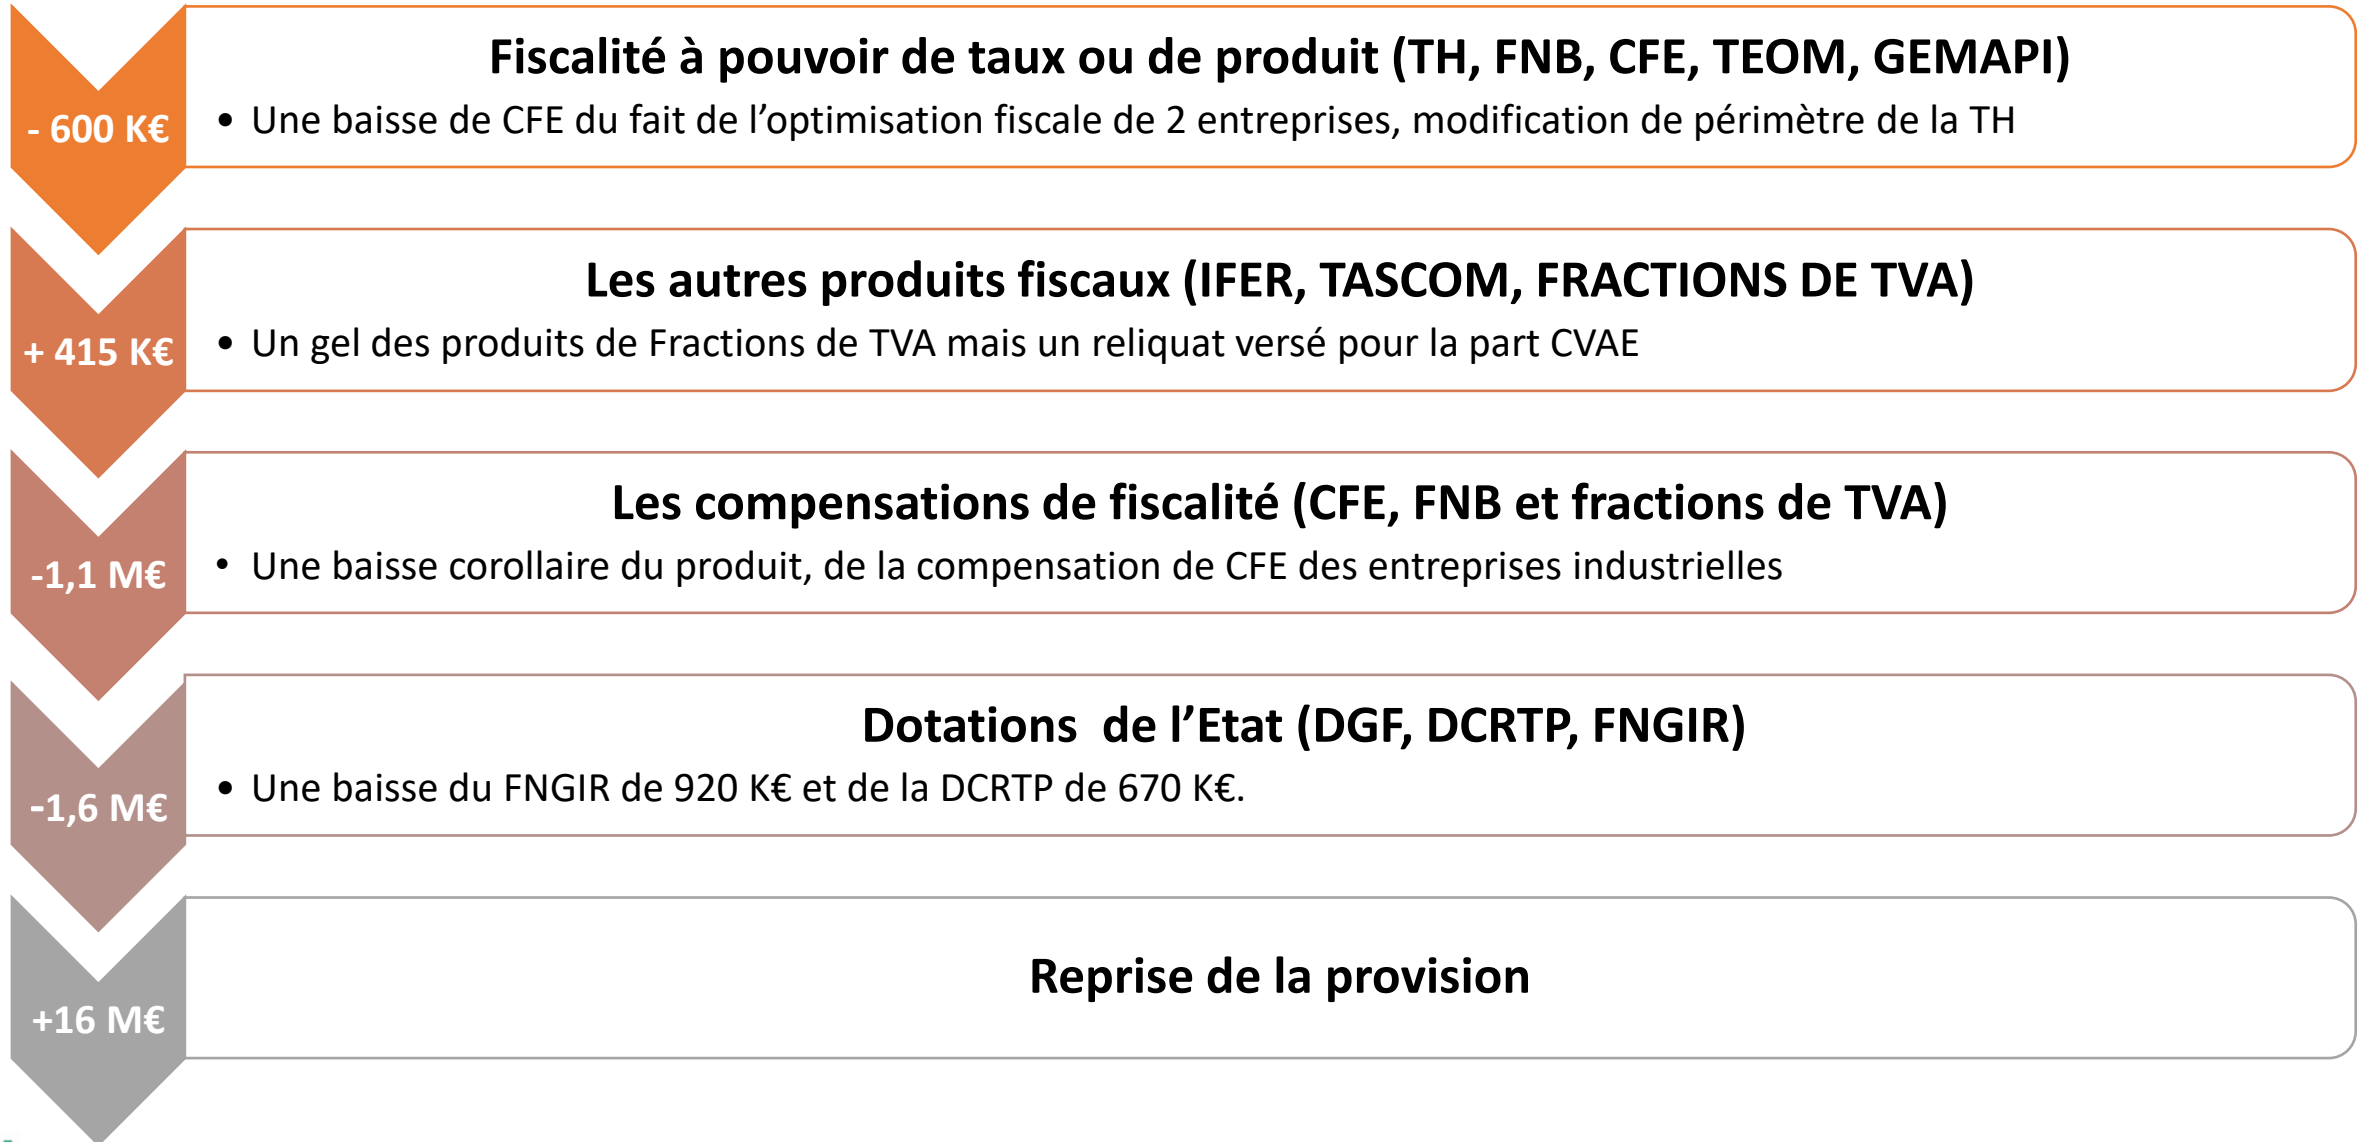 Fiscalité à pouvoir de taux ou de produit (TH, FNB, CFE, TEOM, GEMAPI)
- 600 K€
• Une baisse de CFE du fait de l’optimisation fiscale de 2 entreprises, modification de périmètre de la TH
Les autres produits fiscaux (IFER, TASCOM, FRACTIONS DE TVA)
+ 415 K€
• Un gel des produits de Fractions de TVA mais un reliquat versé pour la part CVAE
Les compensations de fiscalité (CFE, FNB et fractions de TVA)
-1,1 M€
• Une baisse corollaire du produit, de la compensation de CFE des entreprises industrielles
Dotations  de l’Etat (DGF, DCRTP, FNGIR)
-1,6 M€
• Une baisse du FNGIR de 920 K€ et de la DCRTP de 670 K€.
Reprise de la provision
+16 M€